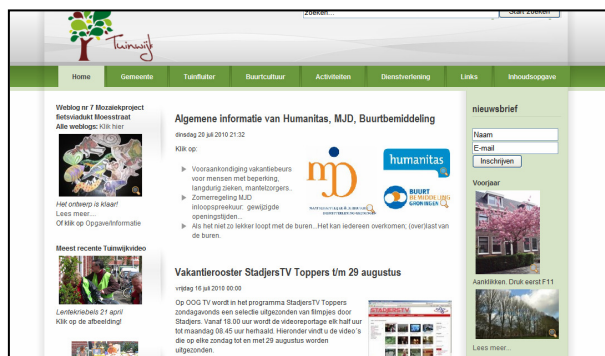 zoeken...
Start Zoeken
Tuinwijk
Home
Gemeente
Tuinfluiter
Buurtcultuur
Activiteiten
Dienstverlening
Links
Inhoudsopgave
Weblog nr 7 Mozaiekproject
fietsviadukt Moesstraat
Alle weblogs: Klik hier
Het ontwerp is klaar!
Lees meer...
Of klik op Opgave/Informatie
Meest recente Tuinwijkvideo
Lentekriebels 21 april
Klik op de afbeelding!
Algemene informatie van Humanitas, MJD, Buurtbemiddeling
dinsdag 20 juli 2010 21:32
Klik op:
Vooraankondiging vakantiebeurs
voor mensen met beperking,
langdurig zieken, mantelzorgers..
Zomerregeling MJD
inloopspreekuur: gewijzigde
openingstijden...
Als het niet zo lekker loopt met de buren...Het kan iedereen overkomen; (over)last van
de buren.
mjd
humanitas
BUURT
BEMIDDELING
GRONINGEN
Vakantierooster StadjersTV Toppers t/m 29 augustus
vrijdag 16 juli 2010 00:00
Op OOG TV wordt in het programma StadjersTV Toppers
zondagavonds een selectie uitgezonden van filmpjes door
Stadjers. Vanaf 18.00 uur wordt de videoreportage elk half uur
tot maandag 08.45 uur herhaald. Hieronder vindt u de video´s
die op elke zondag tot en met 29 augustus worden
uitgezonden.
STADJERSTV
nieuwsbrief
Naam
E-mail
Inschrijven
Voorjaar
Aanklikken. Druk eerst F11
Lees meer...